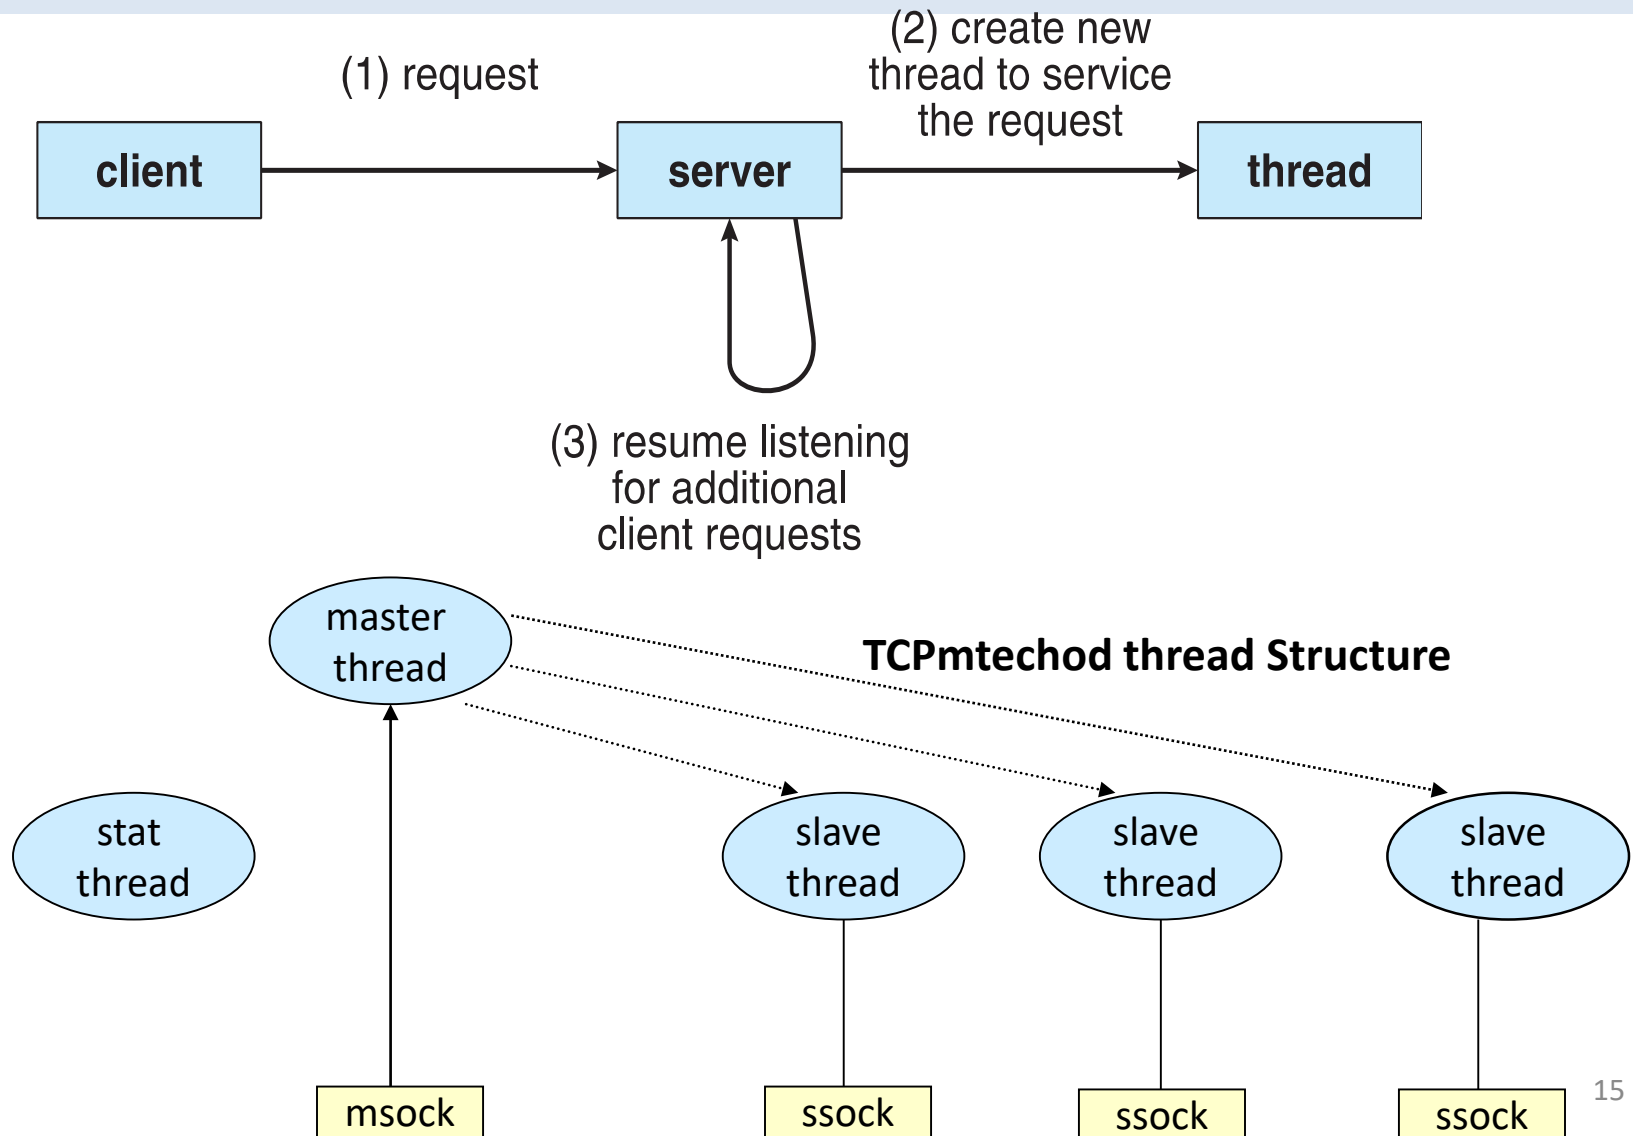 (1) request
(2) create new
thread to service
the request
client
server
thread
(3) resume listening
for additional
client requests
master
thread
TCPmtechod thread Structure
stat
thread
slave
thread
slave
thread
slave
thread
msock
ssock
ssock
ssock
15